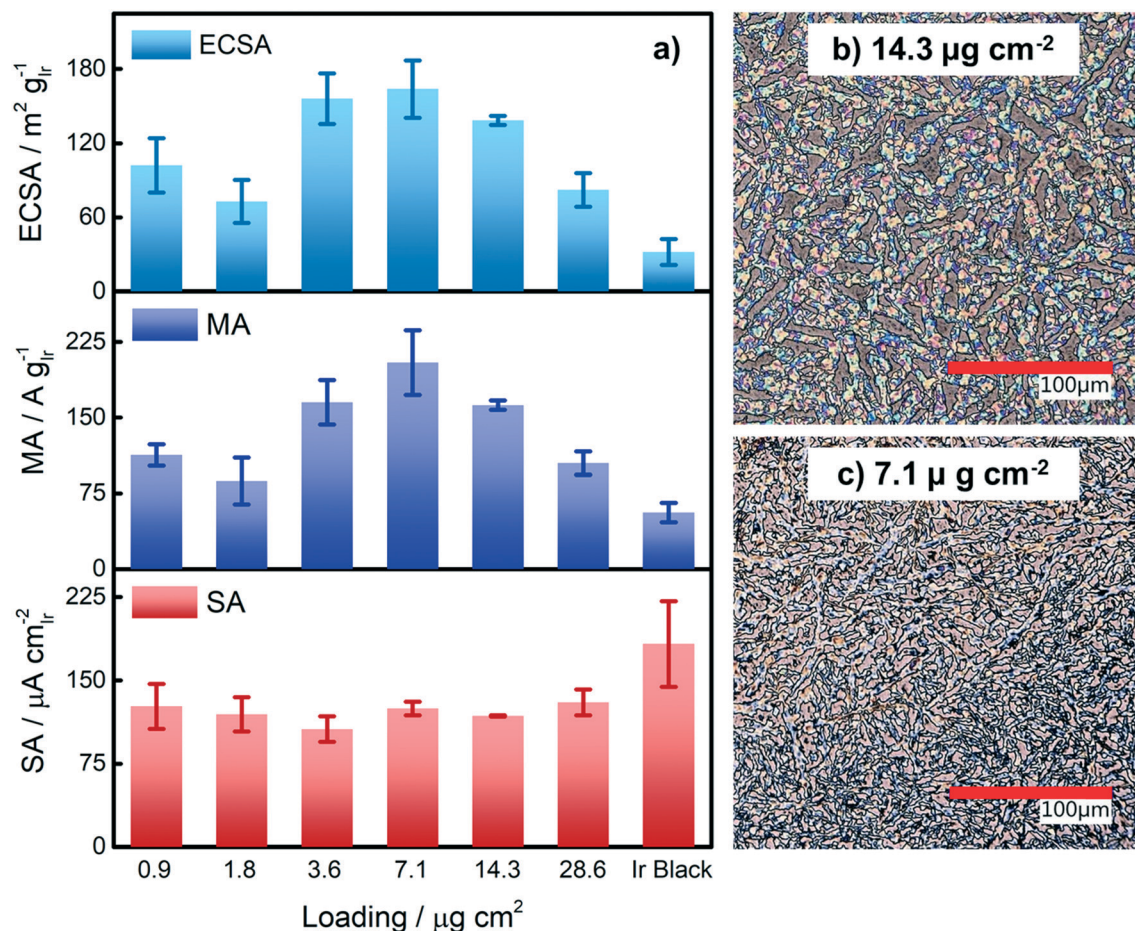 ECSA
a)
ECSA / m² g⁻¹Ir
180
120
60
0
MA
MA / A g⁻¹Ir
225
150
75
0
SA
SA / µA cm⁻²Ir
225
150
75
0
0.9 1.8 3.6 7.1 14.3 28.6 Ir Black
Loading / µg cm²
b) 14.3 µg cm⁻²
100µm
c) 7.1 µ g cm⁻²
100µm